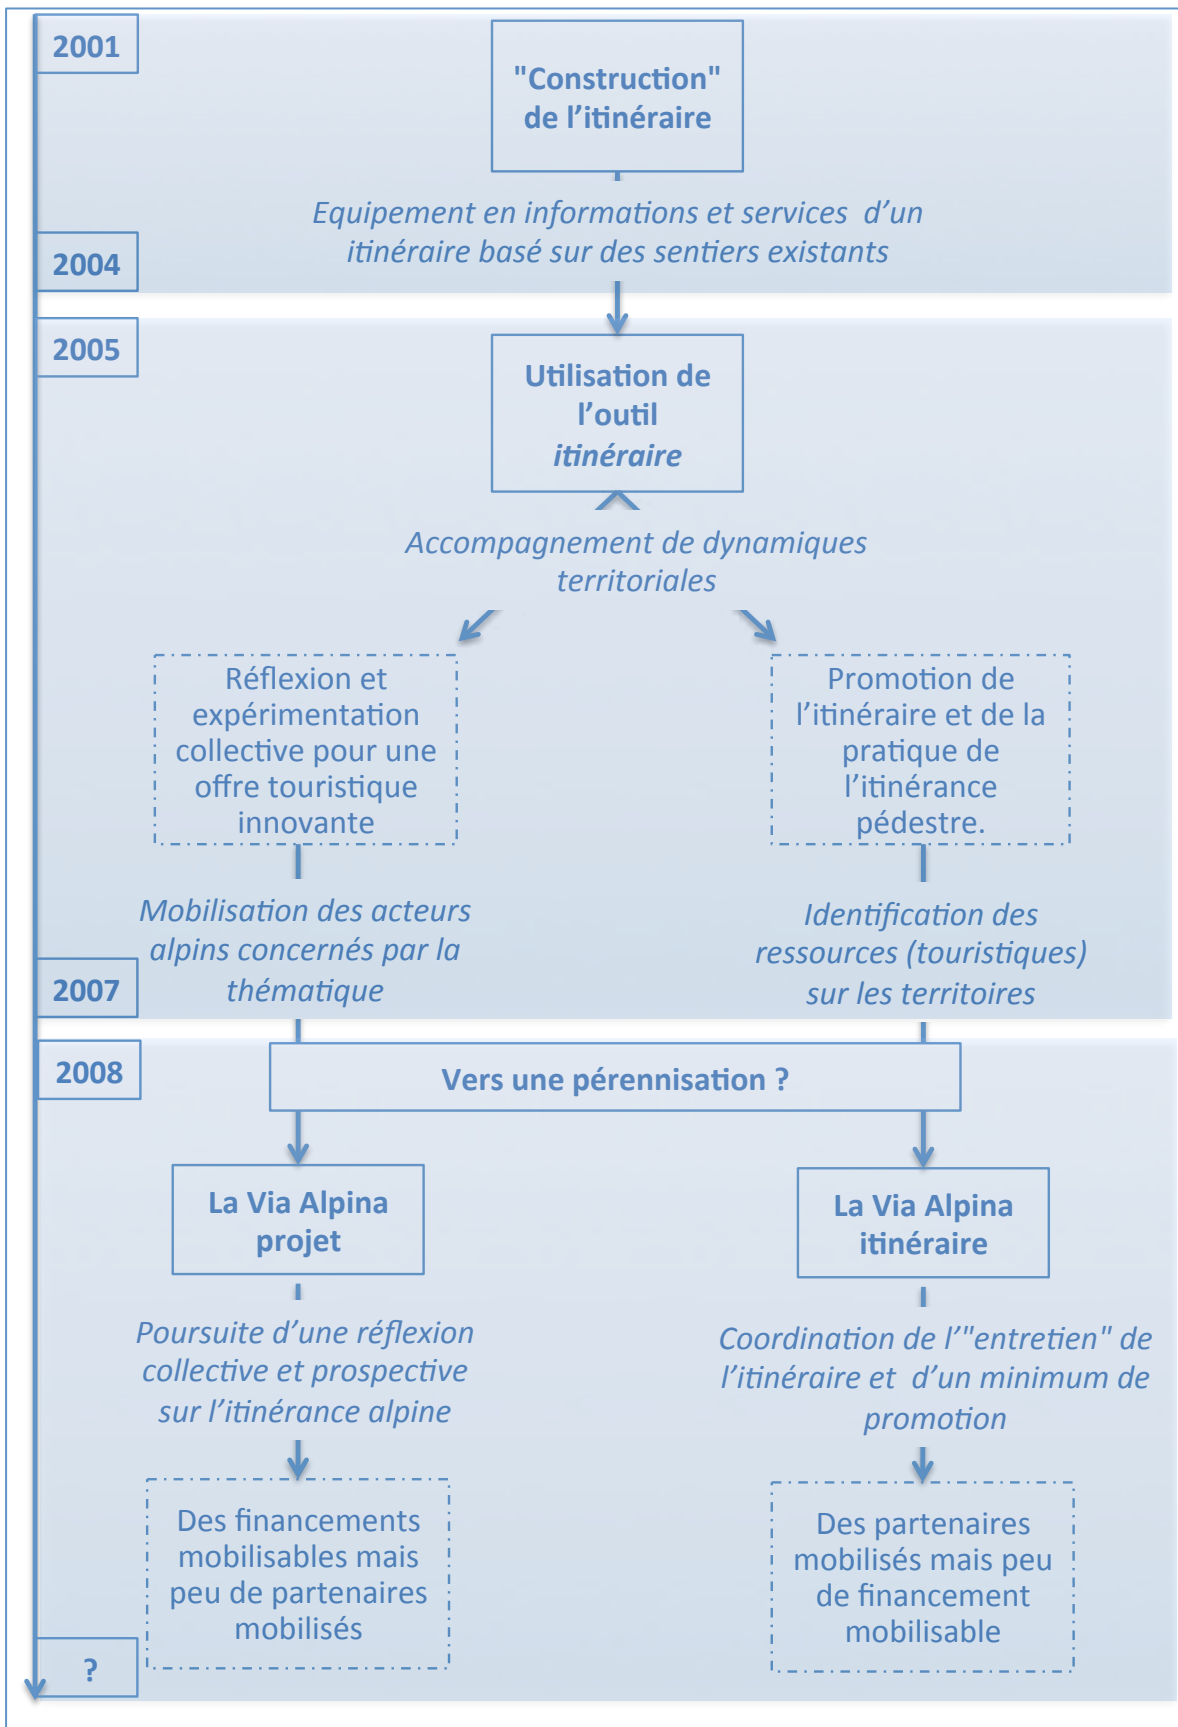 2001
"Construction"
de l’itinéraire
Equipement en informations et services d’un
itinéraire basé sur des sentiers existants
2004
2005
Utilisation de
l’outil
itinéraire
Accompagnement de dynamiques
territoriales
Réflexion et
expérimentation
collective pour une
offre touristique
innovante
Promotion de
l’itinéraire et de la
pratique de
l’itinérance
pédestre.
Mobilisation des acteurs
alpins concernés par la
thématique
Identification des
ressources (touristiques)
sur les territoires
2007
2008
Vers une pérennisation ?
La Via Alpina
projet
La Via Alpina
itinéraire
Poursuite d’une réflexion
collective et prospective
sur l’itinérance alpine
Coordination de l’"entretien" de
l’itinéraire et d’un minimum de
promotion
Des financements
mobilisables mais
peu de partenaires
mobilisés
Des partenaires
mobilisés mais peu
de financement
mobilisable
?